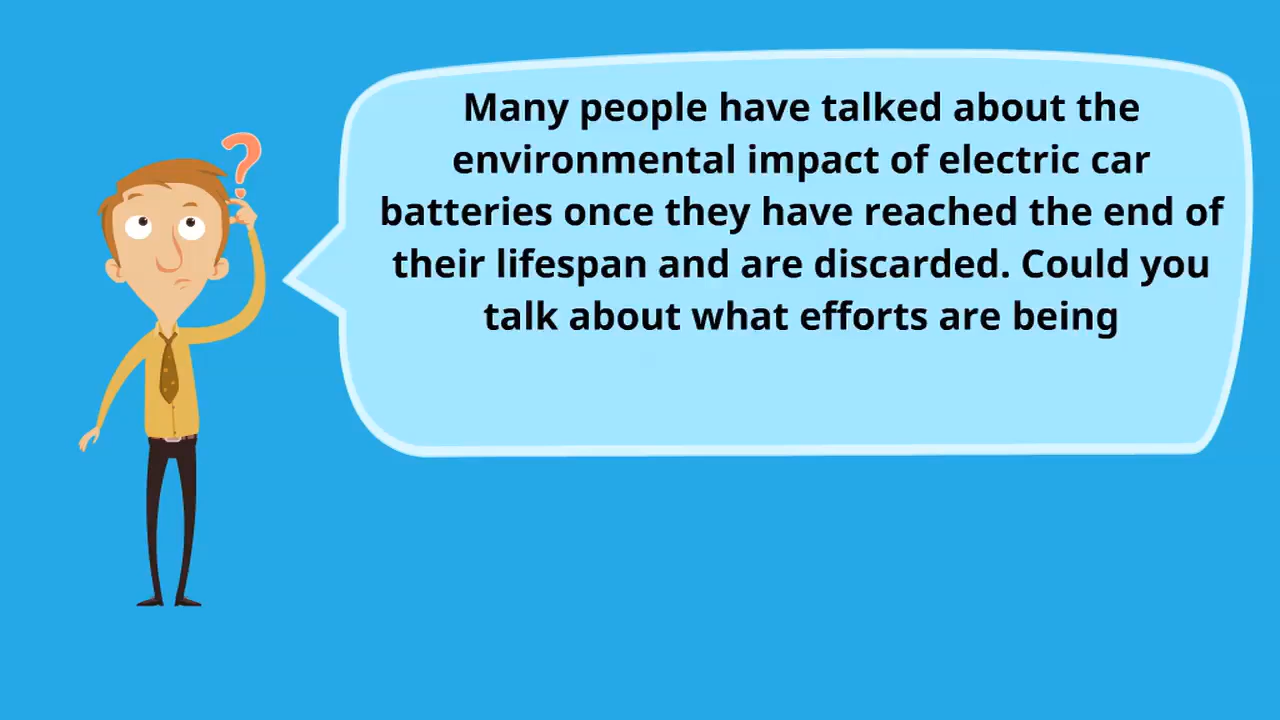 Many people have talked about the
environmental impact of electric car
batteries once they have reached the end of
their lifespan and are discarded. Could you
talk about what efforts are being